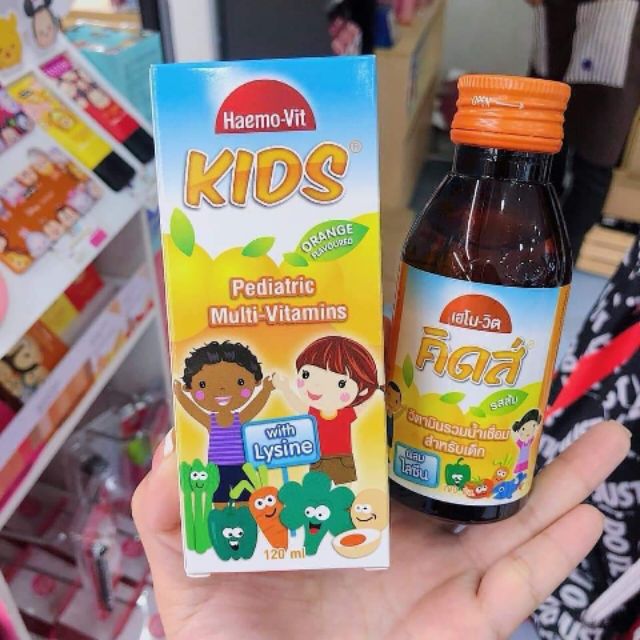 Haemo-Vit
KIDS®
ORANGE
FLAVOURED
Pediatric
Multi-Vitamins
with
Lysine
120 ml
OPEN
เฮโม-วิต
คิดส์
รสส้ม
วิตามินรวมน้ำเชื่อม
สำหรับเด็ก
ผสม
ไลซีน